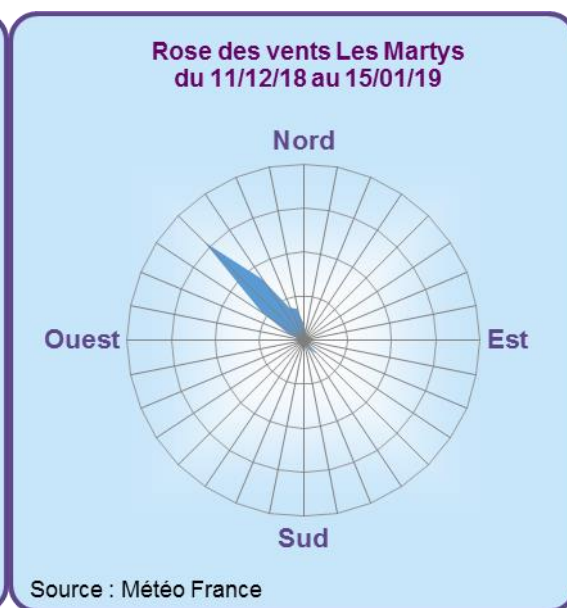 Rose des vents Les Martys
du 11/12/18 au 15/01/19
Nord
Ouest
Est
Sud
Source : Météo France